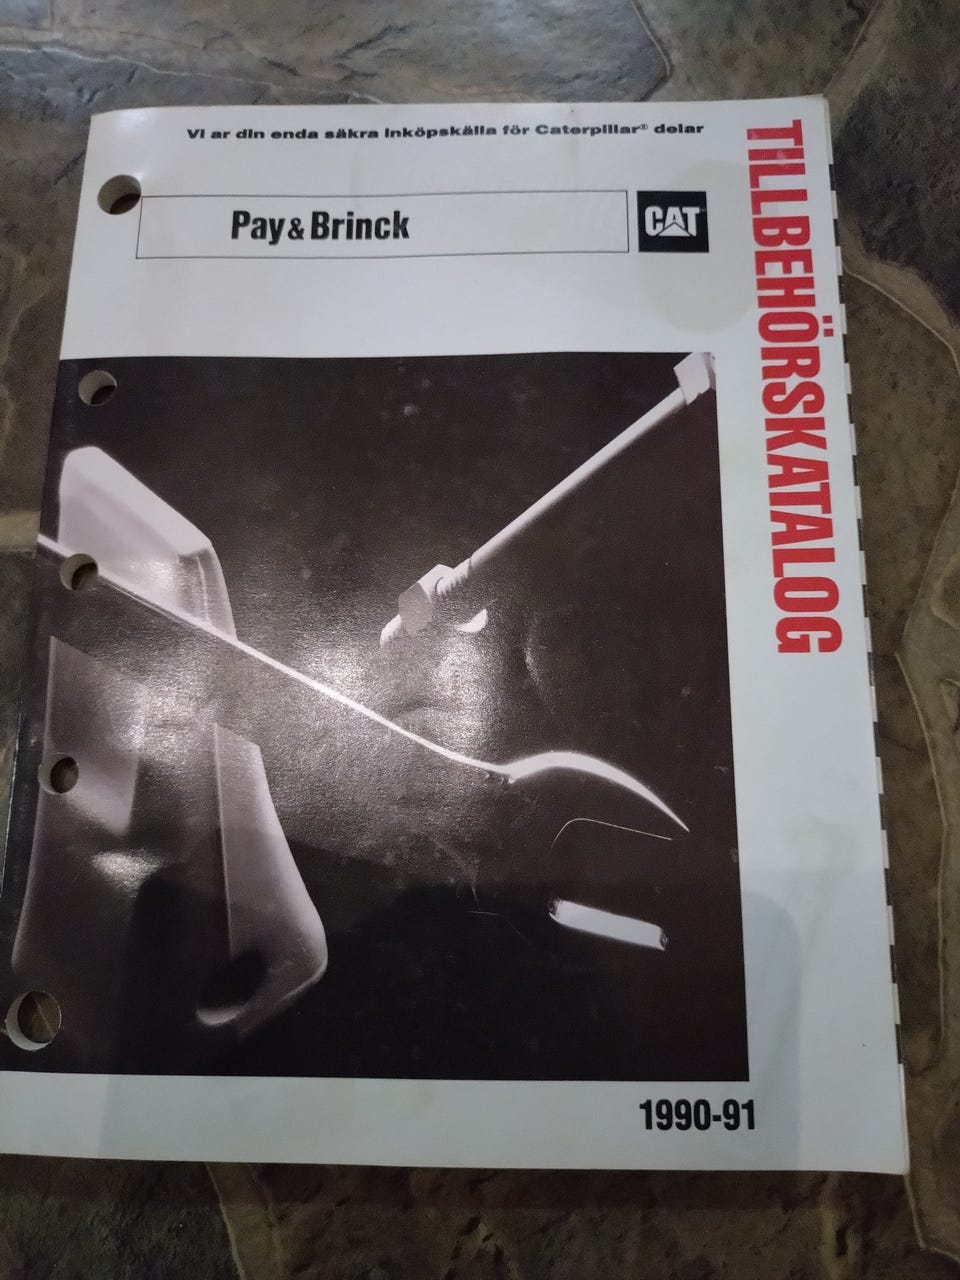 VI ar din enda säkra inköpskälla för Caterpillar® delar
Pay & Brinck
CAT
TILLBEHÖRSKATALOG
1990-91